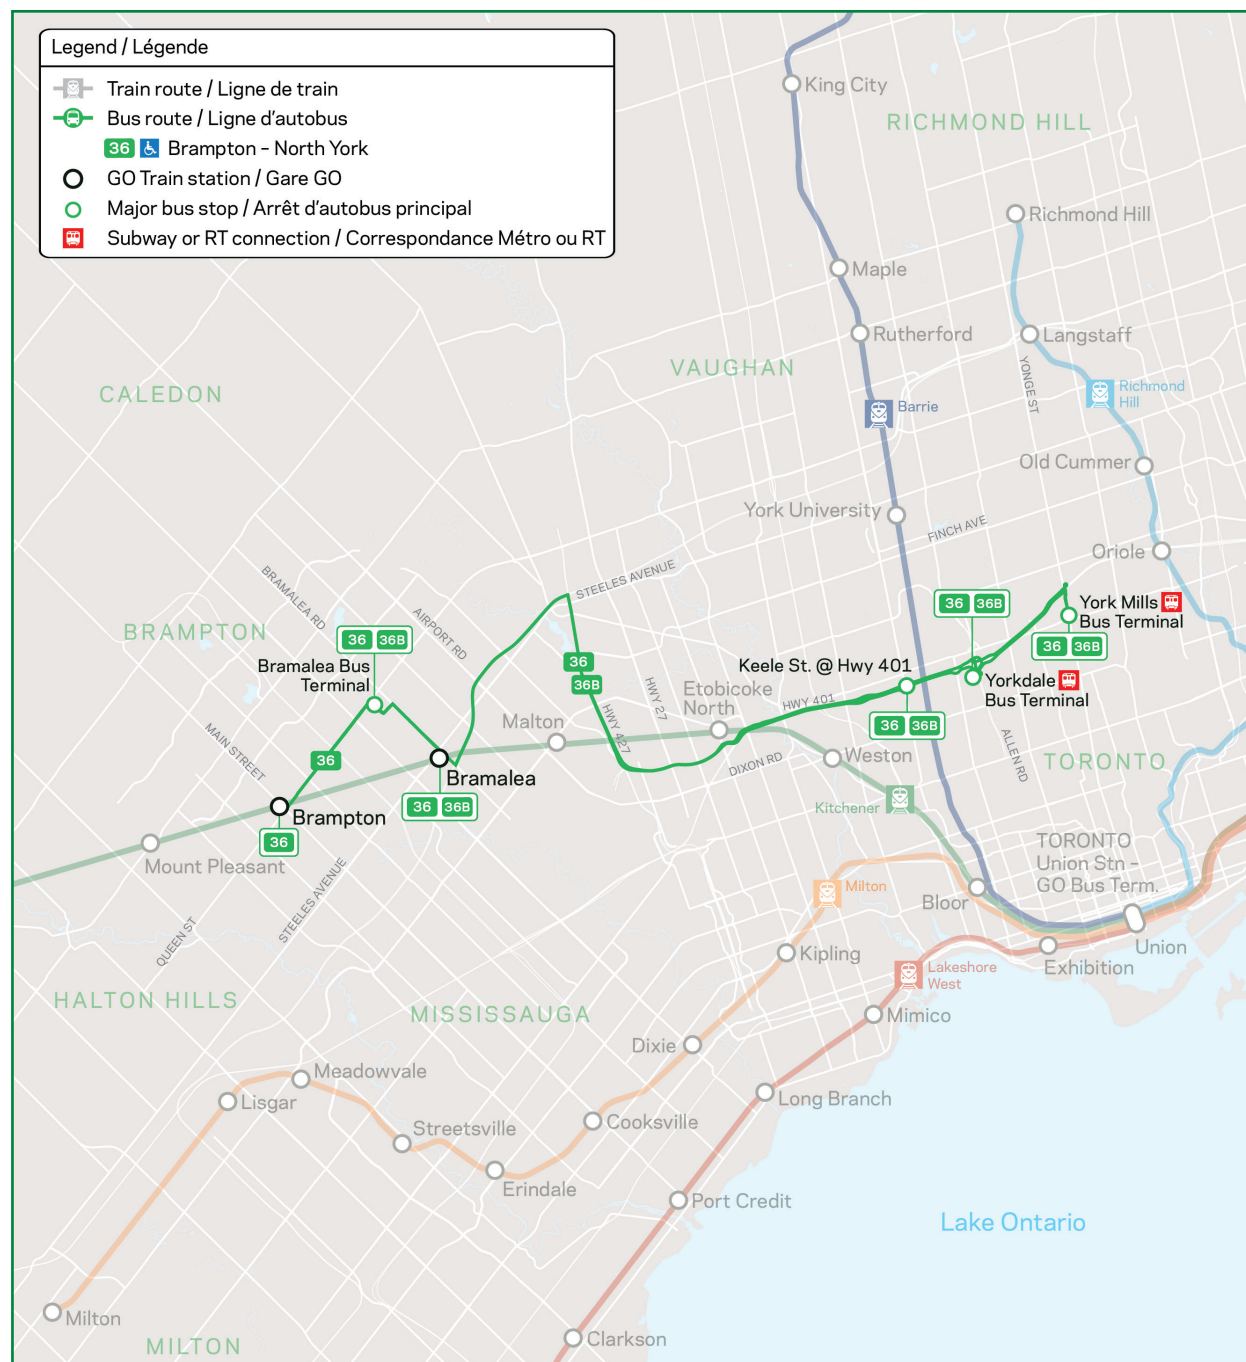 Legend / Légende
Train route / Ligne de train
Bus route / Ligne d'autobus
36 Brampton – North York
GO Train station / Gare GO
Major bus stop / Arrêt d'autobus principal
Subway or RT connection / Correspondance Métro ou RT
King City
RICHMOND HILL
Richmond Hill
Maple
Rutherford
Langstaff
YONGE ST
VAUGHAN
CALEDON
Richmond
Hill
Barrie
Old Cummer
York University
FINCH AVE
Oriole
STEELES AVENUE
BRAMALEA RD
AIRPORT RD
BRAMPTON
36 36B
Bramalea Bus
Terminal
36 36B
York Mills
Bus Terminal
36 36B
36
36B
Keele St. @ Hwy 401
Yorkdale
Bus Terminal
HWY 27
Etobicoke
North
HWY 401
HWY 427
36 36B
Malton
MAIN STREET
36
Bramalea
36 36B
DIXON RD
Weston
ALLEN RD
TORONTO
Kitchener
Brampton
36
Mount Pleasant
STEELES AVENUE
QUEEN ST
TORONTO
Union Stn –
GO Bus Term.
Milton
Bloor
Union
Kipling
Exhibition
Lakeshore
West
HALTON HILLS
MISSISSAUGA
Mimico
Dixie
Meadowvale
Lisgar
Long Branch
Cooksville
Streetsville
Erindale
Port Credit
Lake Ontario
Milton
Clarkson
MILTON